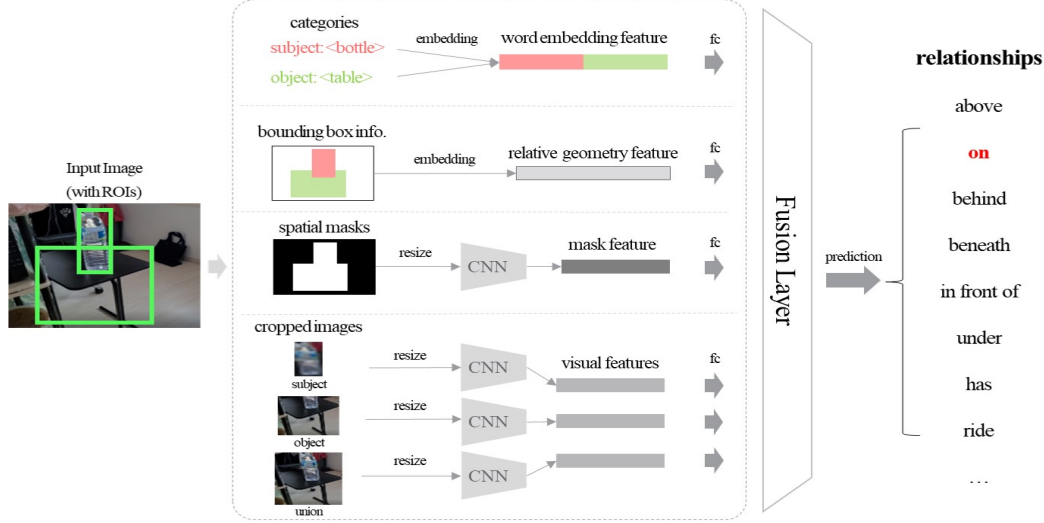 Input Image
(with ROIs)
categories
subject: <bottle>
object: <table>
embedding
word embedding feature
fc
bounding box info.
embedding
relative geometry feature
fc
spatial masks
resize
CNN
mask feature
fc
cropped images
subject
resize
CNN
visual features
fc
object
resize
CNN
union
resize
CNN
Fusion Layer
prediction
relationships
above
on
behind
beneath
in front of
under
has
ride
...